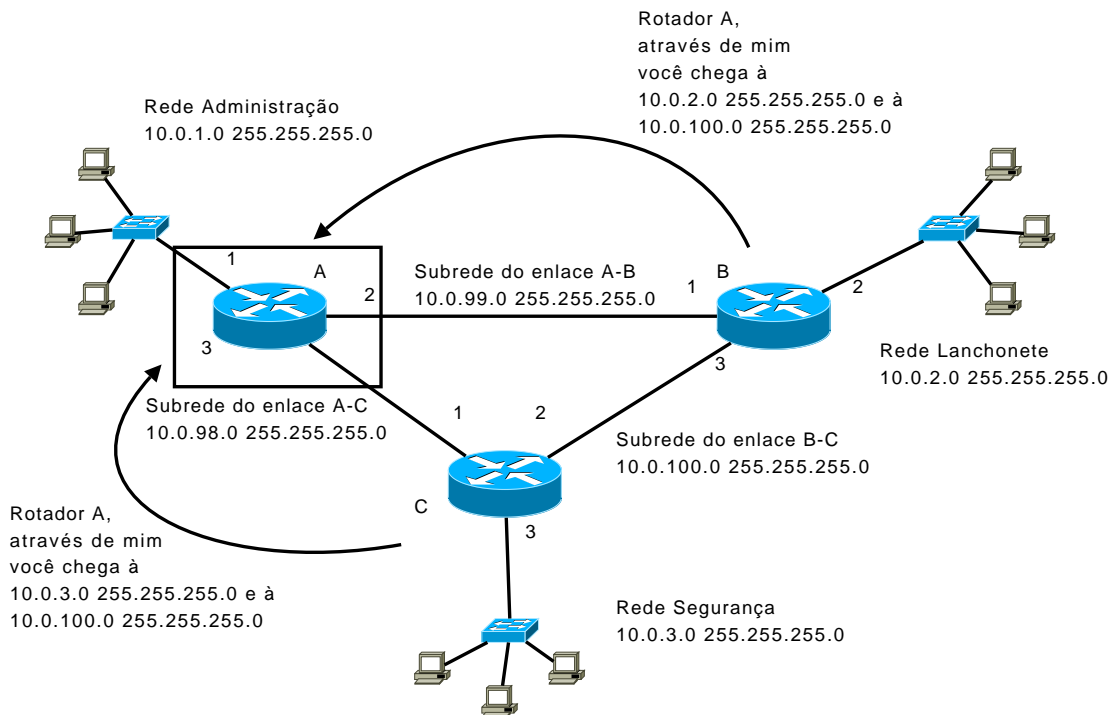 Rotador A,
através de mim
você chega à
10.0.2.0 255.255.255.0 e à
10.0.100.0 255.255.255.0
Rede Administração
10.0.1.0 255.255.255.0
1
A
2
3
Subrede do enlace A-B
10.0.99.0 255.255.255.0
B
1
2
3
Rede Lanchonete
10.0.2.0 255.255.255.0
Subrede do enlace A-C
10.0.98.0 255.255.255.0
1
2
C
3
Subrede do enlace B-C
10.0.100.0 255.255.255.0
Rotador A,
através de mim
você chega à
10.0.3.0 255.255.255.0 e à
10.0.100.0 255.255.255.0
Rede Segurança
10.0.3.0 255.255.255.0